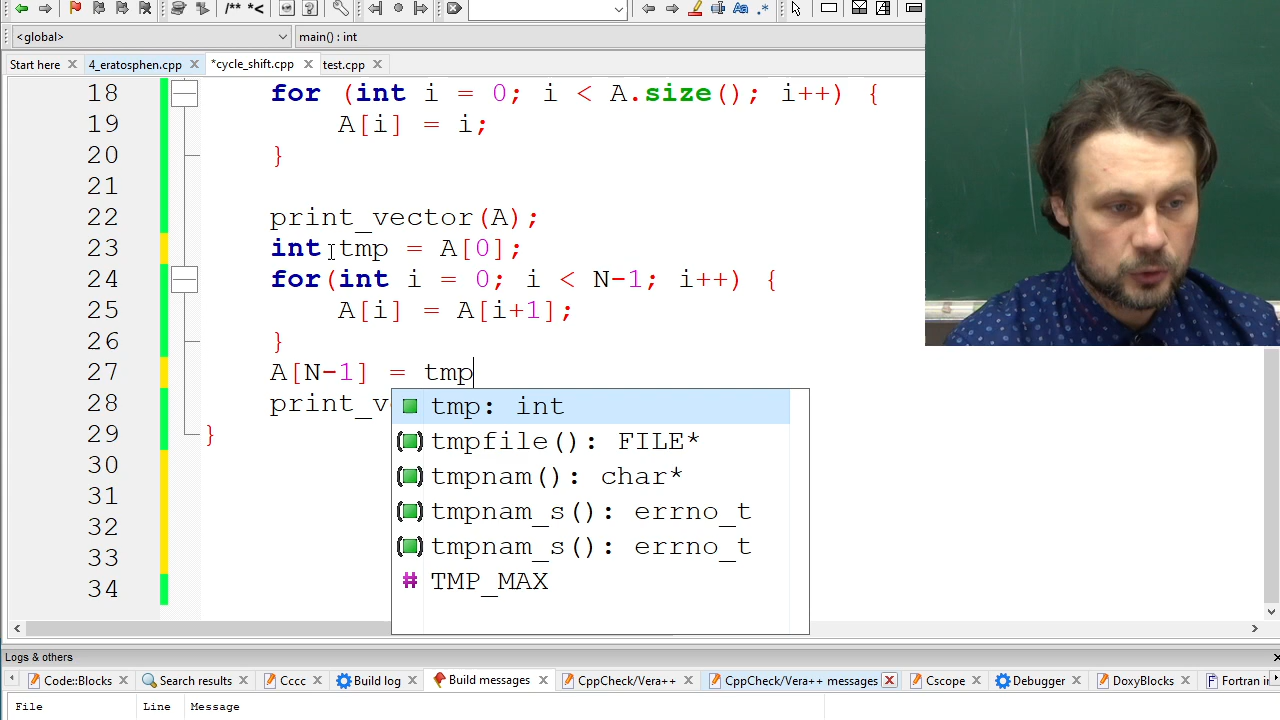 /** *<
<global>
main() : int
Start here
4_eratosphen.cpp
*cycle_shift.cpp
test.cpp
18 for (int i = 0; i < A.size(); i++) {
19 A[i] = i;
20 }
21
22 print_vector(A);
23 int tmp = A[0];
24 for(int i = 0; i < N-1; i++) {
25 A[i] = A[i+1];
26 }
27 A[N-1] = tmp
28 print_v
29 }
30
31
32
33
34
tmp: int
tmpfile(): FILE*
tmpnam(): char*
tmpnam_s(): errno_t
tmpnam_s(): errno_t
TMP_MAX
Logs & others
Code::Blocks
Search results
Cccc
Build log
Build messages
CppCheck/Vera++
CppCheck/Vera++ messages
Cscope
Debugger
DoxyBlocks
Fortran in
File Line Message